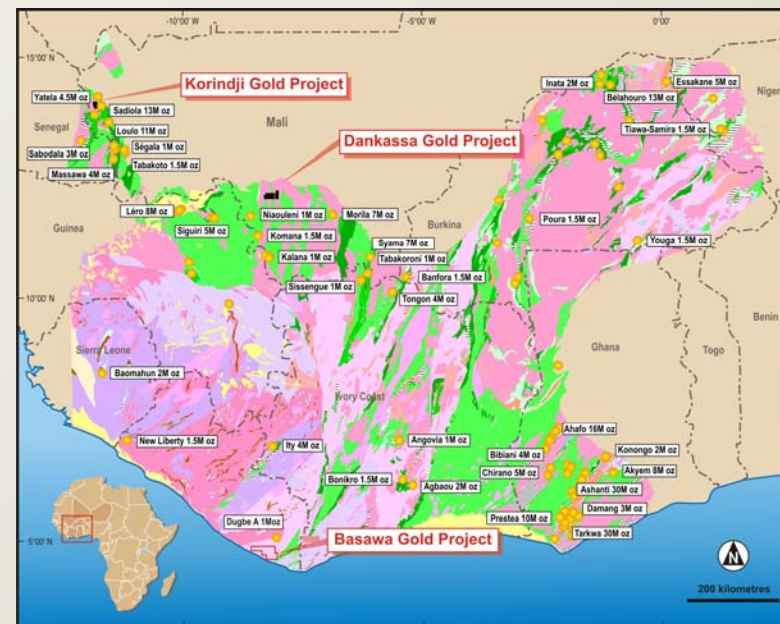 -10°00' W
-5°00' W
0°00'
15°00' N
Korindji Gold Project
Yatela 4.5M oz
Sadiola 13M oz
Mali
Senegal
Loulo 11M oz
Ségala 1M oz
Sabodala 3M oz
Tabakoto 1.5M oz
Massawa 4M oz
Dankassa Gold Project
Inata 2M oz
Essakane 5M oz
Bélahouro 13M oz
Niger
Tiawa-Samira 1.5M oz
Guinea
Léro 8M oz
Siguiri 5M oz
Niaouleni 1M oz
Morila 7M oz
Burkina
Poura 1.5M oz
Komana 1.5M oz
Kalana 1M oz
Syama 7M oz
Tabakoroni 1M oz
Youga 1.5M oz
Sissengue 1M oz
Banfora 1.5M oz
Tongon 4M oz
10°00' N
Benin
Sierra Leone
Ghana
Togo
Baomahun 2M oz
Ivory Coast
New Liberty 1.5M oz
Ity 4M oz
Angovia 1M oz
Ahafo 16M oz
Bibiani 4M oz
Konongo 2M oz
Chirano 5M oz
Akyem 8M oz
Bonikro 1.5M oz
Agbaou 2M oz
Ashanti 30M oz
Damang 3M oz
Prestea 10M oz
Tarkwa 30M oz
Dugbe A 1Moz
5°00' N
Basawa Gold Project
N
200 kilometres